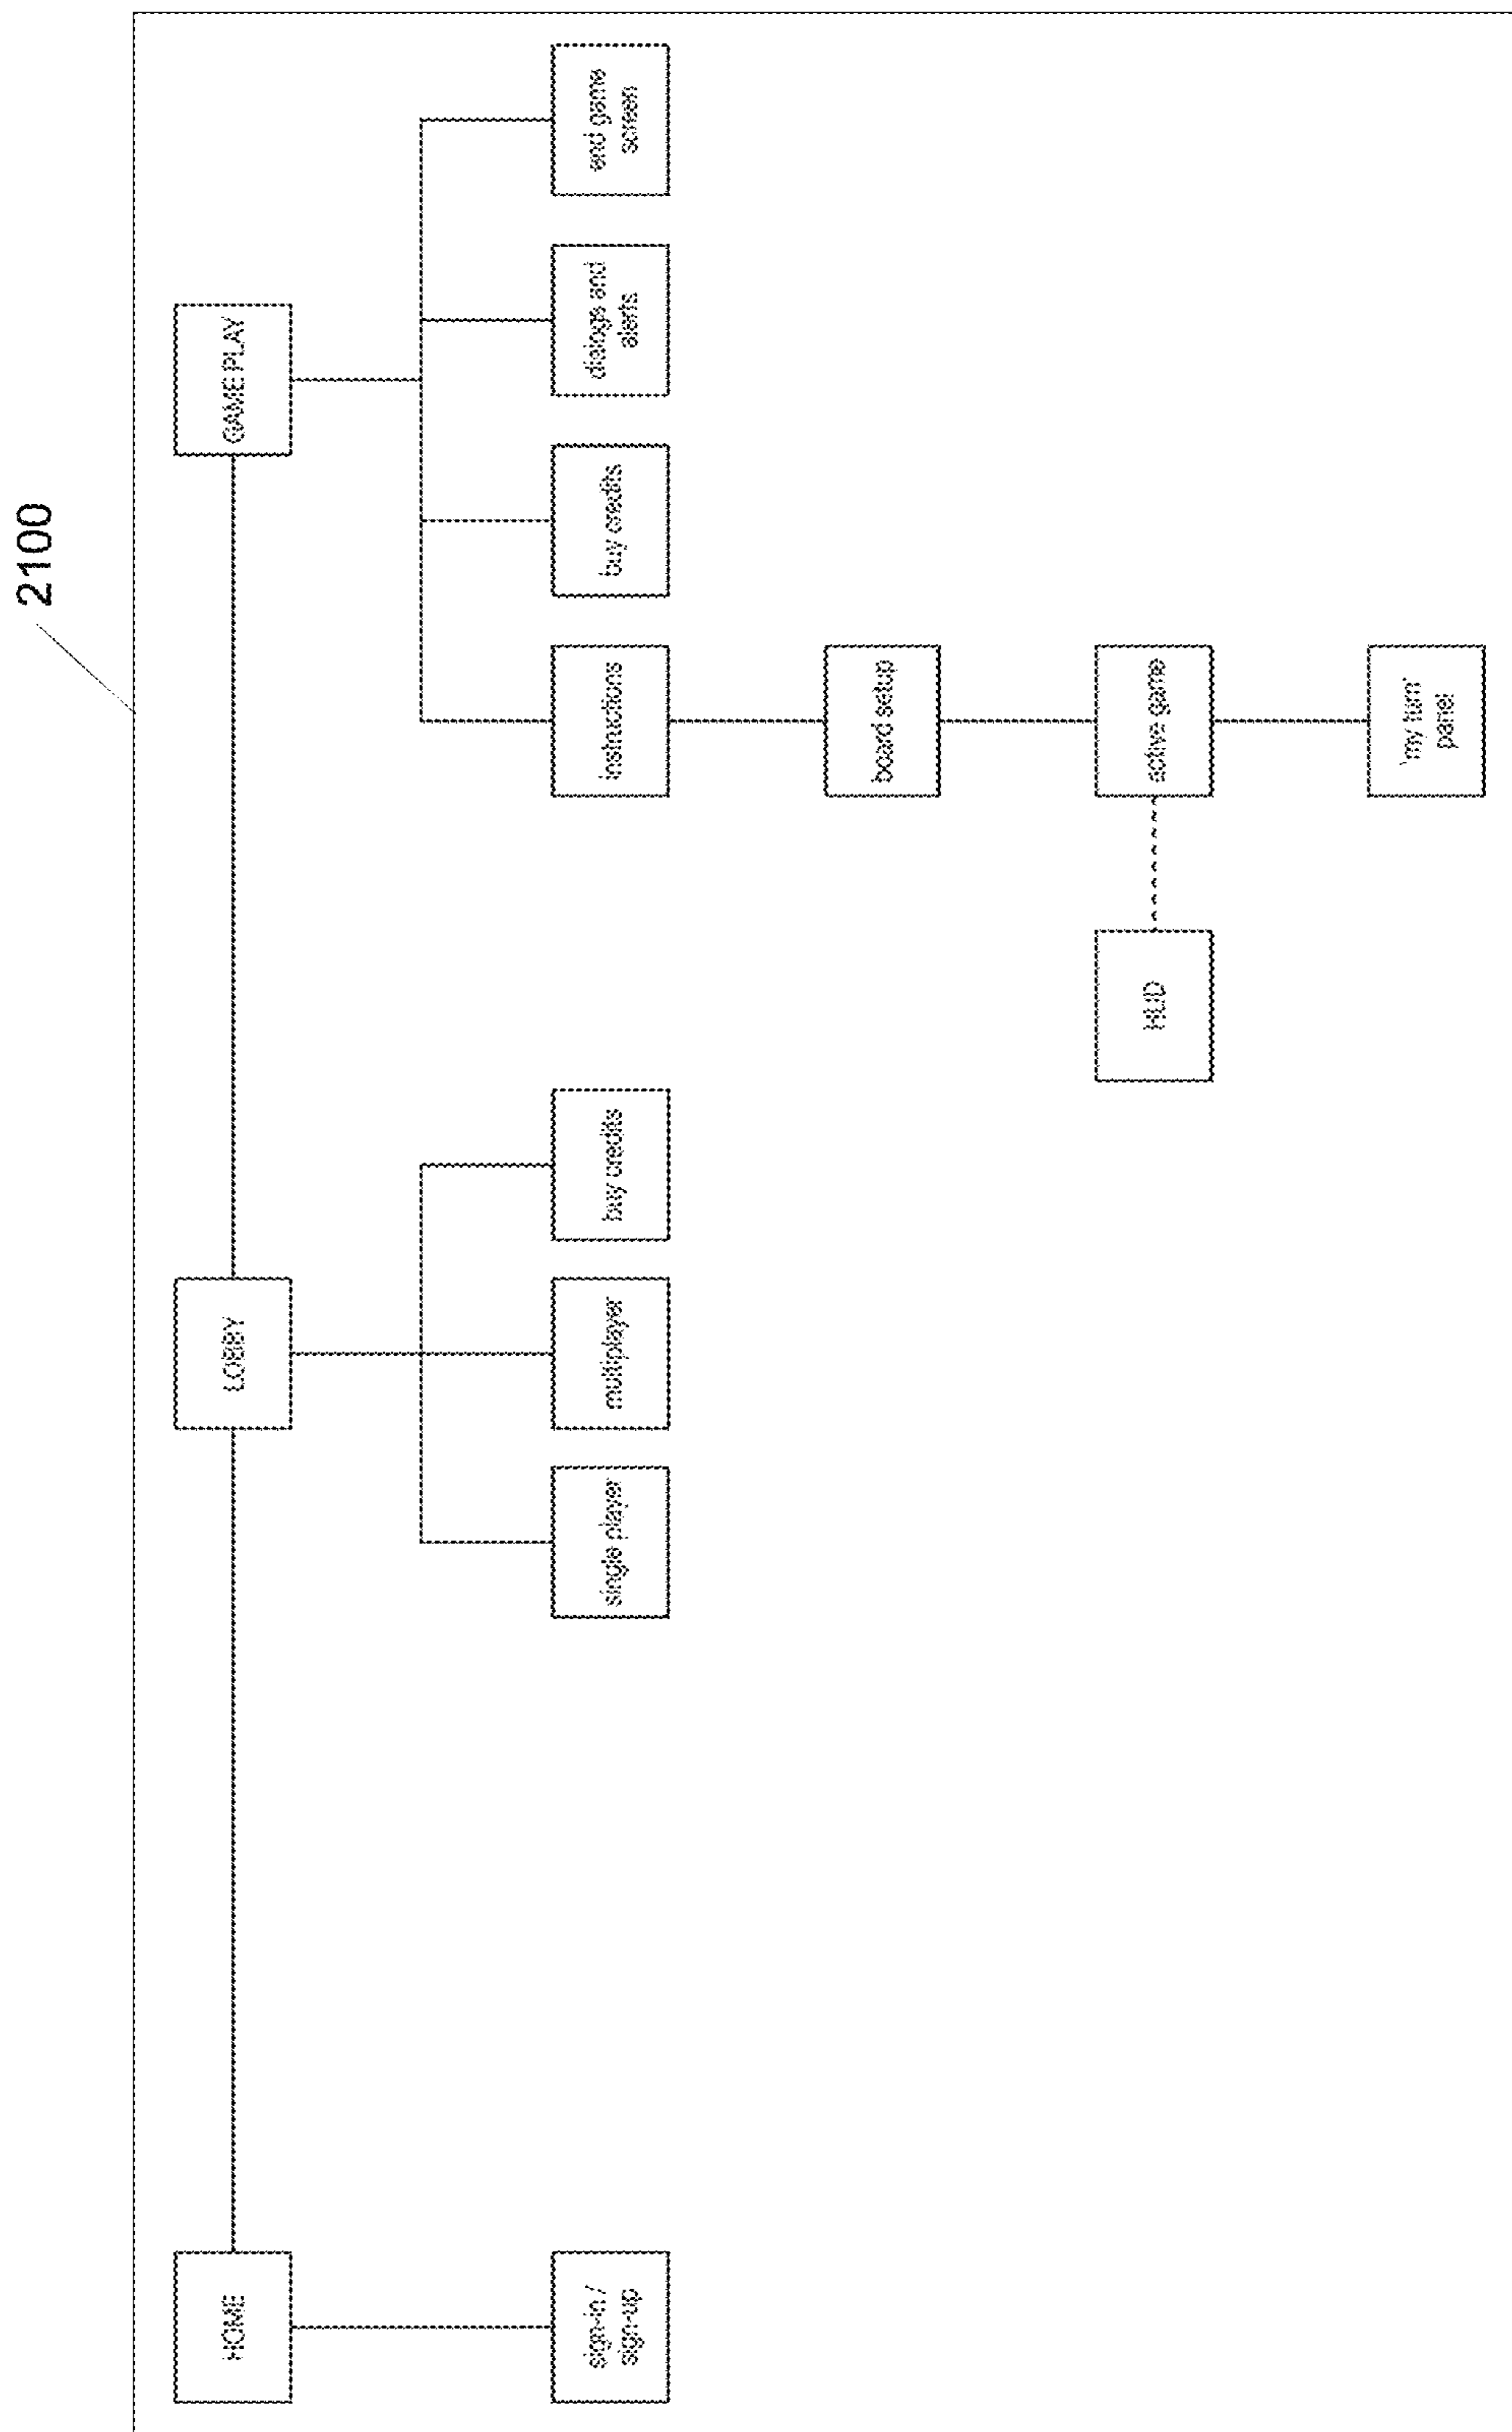 2100
HOME
LOBBY
GAME PLAY
sign-in /
sign-up
single player
multiplayer
buy credits
instructions
buy credits
dialogs and
alerts
end game
screen
board setup
HUD
active game
'my turn'
panel